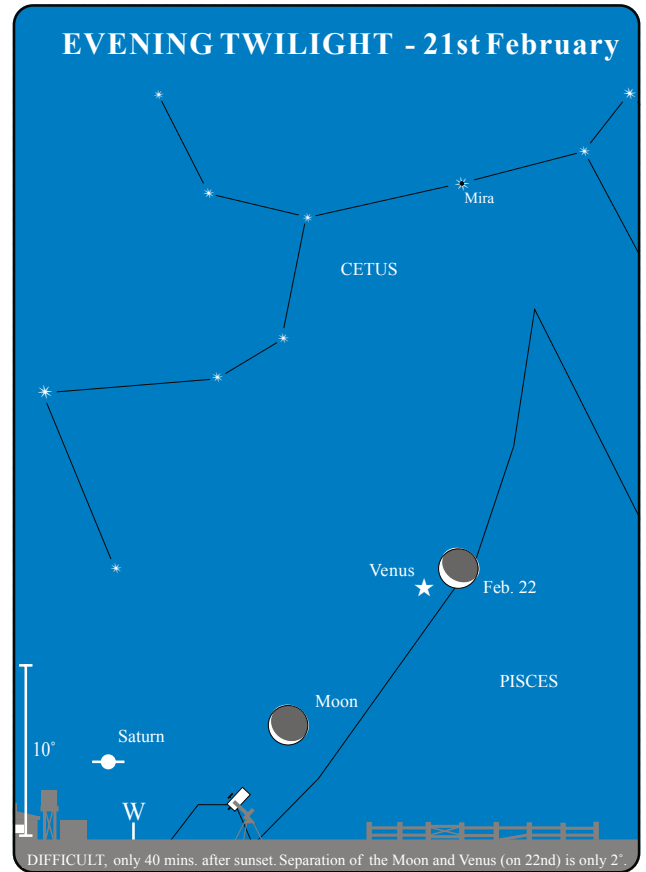 EVENING TWILIGHT - 21st February
Mira
CETUS
Venus
Feb. 22
PISCES
Moon
Saturn
10˚
W
DIFFICULT, only 40 mins. after sunset. Separation of the Moon and Venus (on 22nd) is only 2˚.